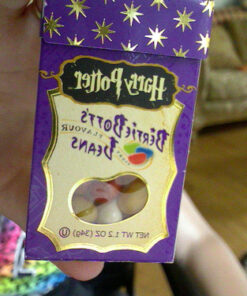 Harry Potter
BERTIE BOTT'S
EVERY FLAVOUR
BEANS
NET WT 1.2 OZ (34g) U